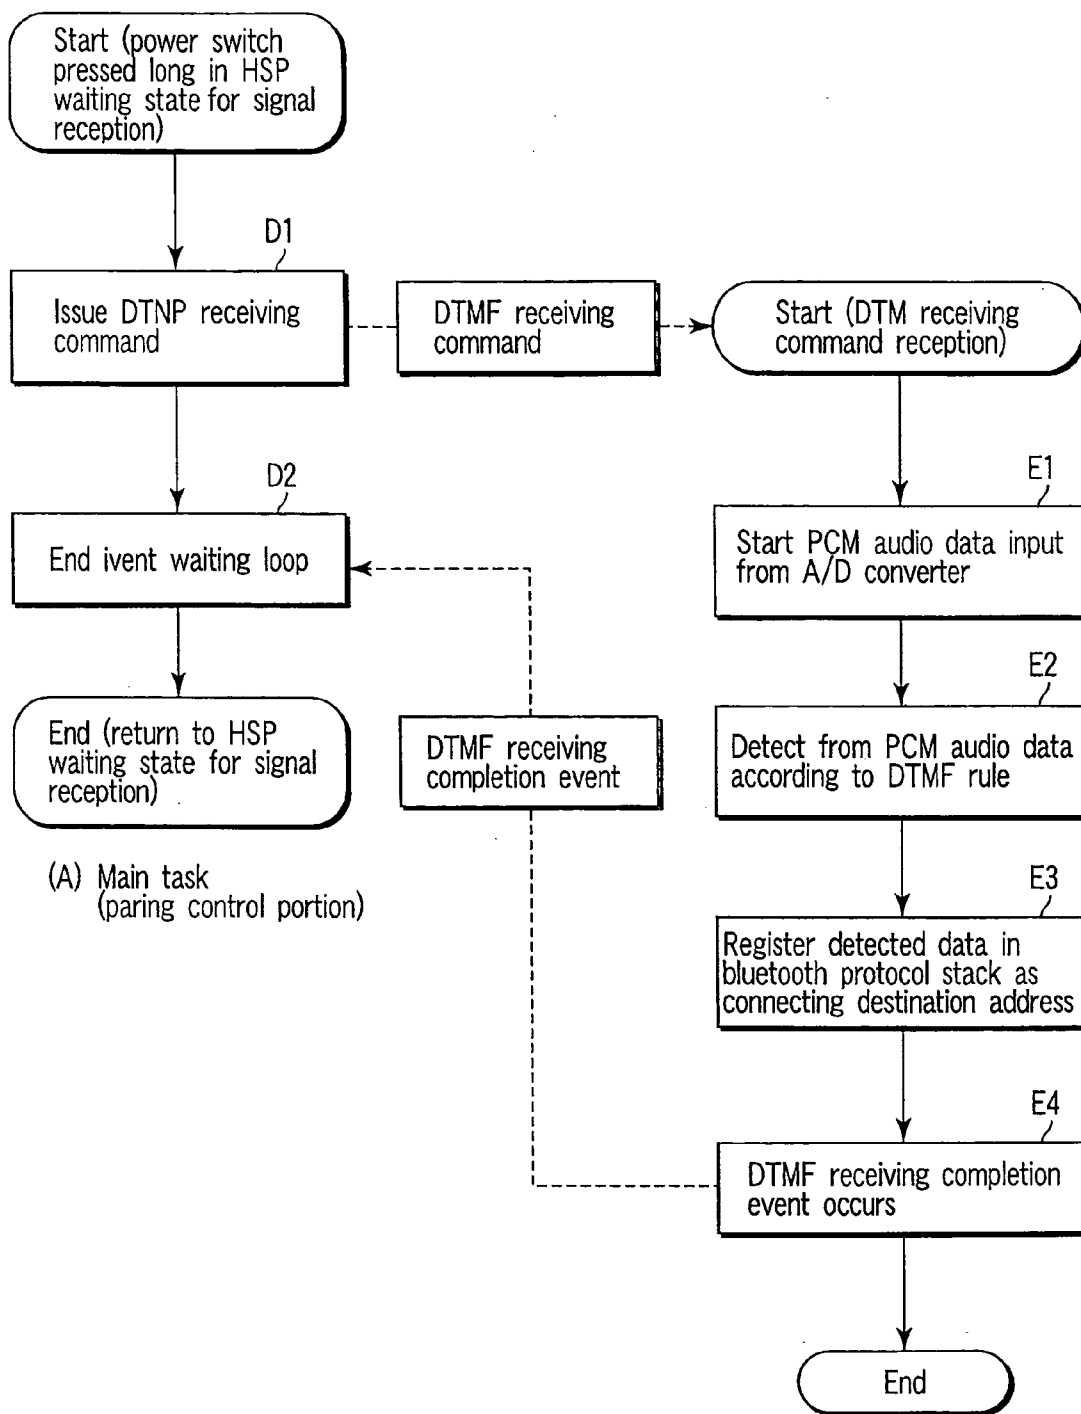 Start (power switch
pressed long in HSP
waiting state for signal
reception)
D1
Issue DTNP receiving
command
DTMF receiving
command
Start (DTM receiving
command reception)
D2
End ivent waiting loop
E1
Start PCM audio data input
from A/D converter
E2
Detect from PCM audio data
according to DTMF rule
End (return to HSP
waiting state for signal
reception)
DTMF receiving
completion event
(A) Main task
(paring control portion)
E3
Register detected data in
bluetooth protocol stack as
connecting destination address
E4
DTMF receiving completion
event occurs
End